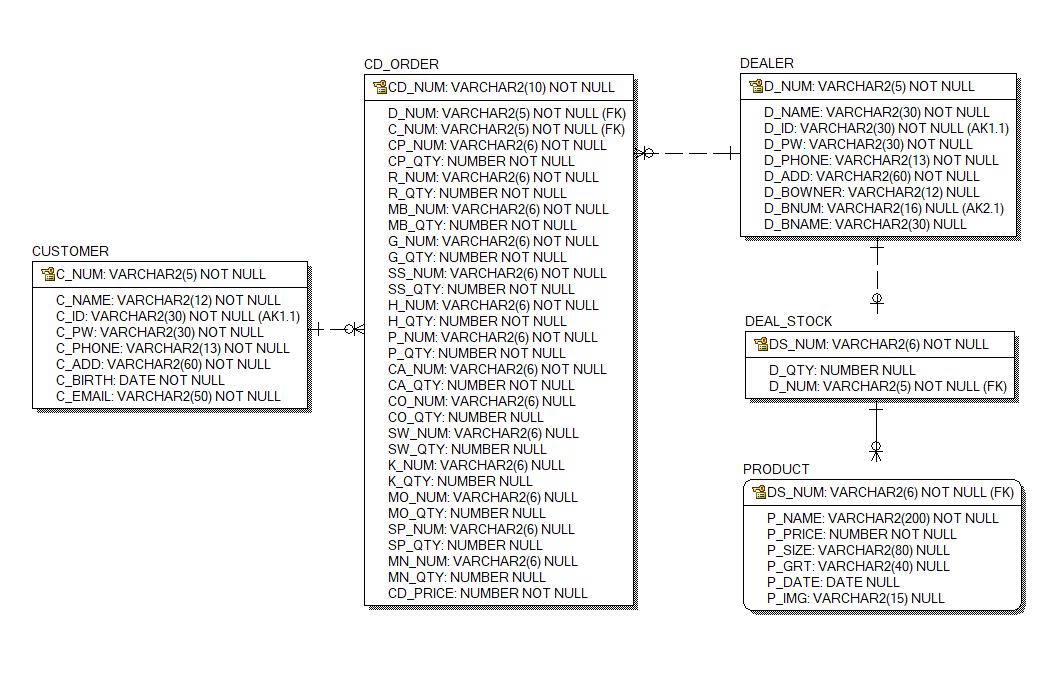 CD_ORDER
CD_NUM: VARCHAR2(10) NOT NULL
D_NUM: VARCHAR2(5) NOT NULL (FK)
C_NUM: VARCHAR2(5) NOT NULL (FK)
CP_NUM: VARCHAR2(6) NOT NULL
CP_QTY: NUMBER NOT NULL
R_NUM: VARCHAR2(6) NOT NULL
R_QTY: NUMBER NOT NULL
MB_NUM: VARCHAR2(6) NOT NULL
MB_QTY: NUMBER NOT NULL
G_NUM: VARCHAR2(6) NOT NULL
G_QTY: NUMBER NOT NULL
SS_NUM: VARCHAR2(6) NOT NULL
SS_QTY: NUMBER NOT NULL
H_NUM: VARCHAR2(6) NOT NULL
H_QTY: NUMBER NOT NULL
P_NUM: VARCHAR2(6) NOT NULL
P_QTY: NUMBER NOT NULL
CA_NUM: VARCHAR2(6) NOT NULL
CA_QTY: NUMBER NOT NULL
CO_NUM: VARCHAR2(6) NULL
CO_QTY: NUMBER NULL
SW_NUM: VARCHAR2(6) NULL
SW_QTY: NUMBER NULL
K_NUM: VARCHAR2(6) NULL
K_QTY: NUMBER NULL
MO_NUM: VARCHAR2(6) NULL
MO_QTY: NUMBER NULL
SP_NUM: VARCHAR2(6) NULL
SP_QTY: NUMBER NULL
MN_NUM: VARCHAR2(6) NULL
MN_QTY: NUMBER NULL
CD_PRICE: NUMBER NOT NULL
DEALER
D_NUM: VARCHAR2(5) NOT NULL
D_NAME: VARCHAR2(30) NOT NULL
D_ID: VARCHAR2(30) NOT NULL (AK1.1)
D_PW: VARCHAR2(30) NOT NULL
D_PHONE: VARCHAR2(13) NOT NULL
D_ADD: VARCHAR2(60) NOT NULL
D_BOWNER: VARCHAR2(12) NULL
D_BNUM: VARCHAR2(16) NULL (AK2.1)
D_BNAME: VARCHAR2(30) NULL
CUSTOMER
C_NUM: VARCHAR2(5) NOT NULL
C_NAME: VARCHAR2(12) NOT NULL
C_ID: VARCHAR2(30) NOT NULL (AK1.1)
C_PW: VARCHAR2(30) NOT NULL
C_PHONE: VARCHAR2(13) NOT NULL
C_ADD: VARCHAR2(60) NOT NULL
C_BIRTH: DATE NOT NULL
C_EMAIL: VARCHAR2(50) NOT NULL
DEAL_STOCK
DS_NUM: VARCHAR2(6) NOT NULL
D_QTY: NUMBER NULL
D_NUM: VARCHAR2(5) NOT NULL (FK)
PRODUCT
DS_NUM: VARCHAR2(6) NOT NULL (FK)
P_NAME: VARCHAR2(200) NOT NULL
P_PRICE: NUMBER NOT NULL
P_SIZE: VARCHAR2(80) NULL
P_GRT: VARCHAR2(40) NULL
P_DATE: DATE NULL
P_IMG: VARCHAR2(15) NULL